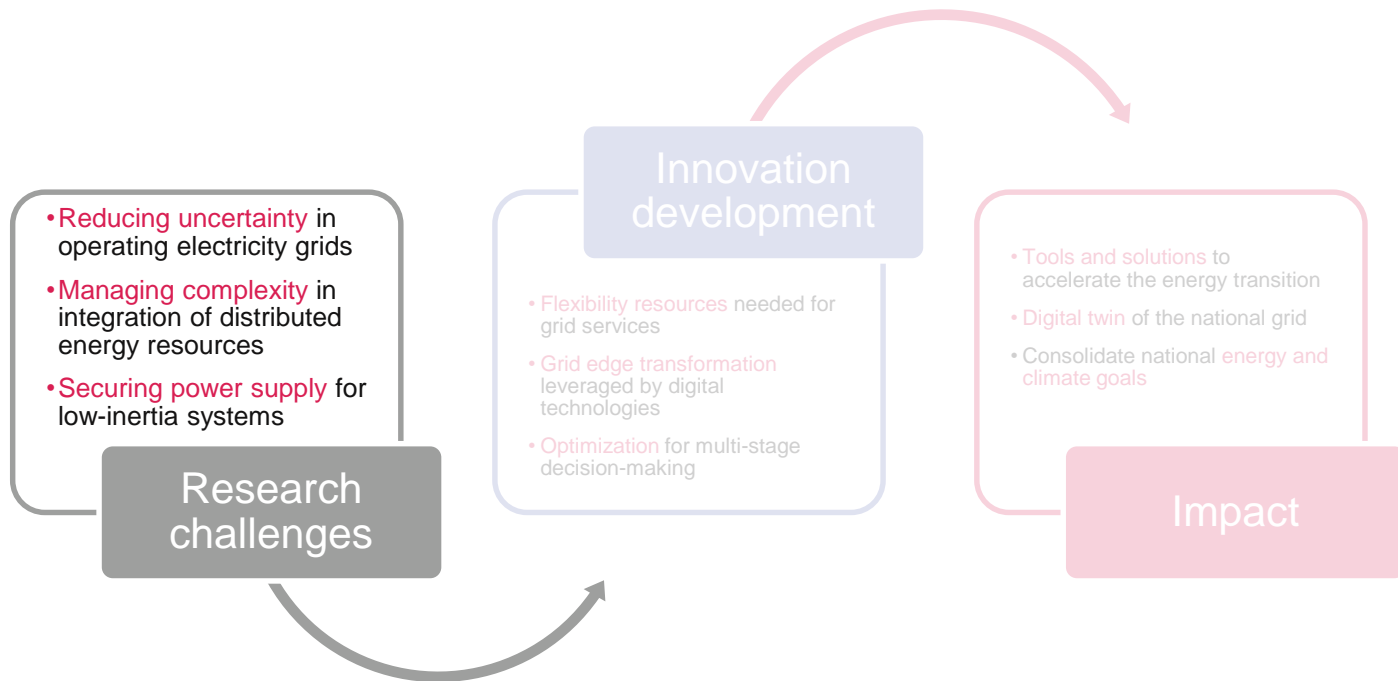 •Reducing uncertainty in
operating electricity grids
•Managing complexity in
integration of distributed
energy resources
•Securing power supply for
low-inertia systems
Research
challenges
Innovation
development
• Flexibility resources needed for
grid services
• Grid edge transformation
leveraged by digital
technologies
• Optimization for multi-stage
decision-making
• Tools and solutions to
accelerate the energy transition
• Digital twin of the national grid
• Consolidate national energy and
climate goals
Impact